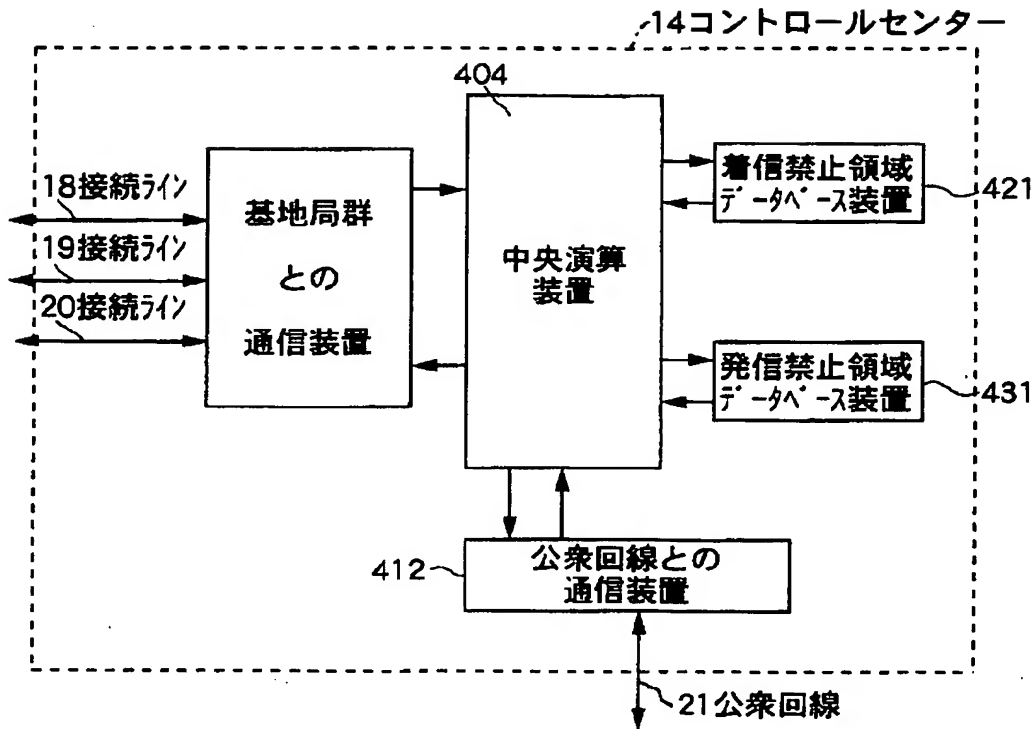 14コントロールセンター
404
18接続ライン
19接続ライン
20接続ライン
基地局群
との
通信装置
中央演算
装置
着信禁止領域
データベース装置
421
発信禁止領域
データベース装置
431
412
公衆回線との
通信装置
21公衆回線